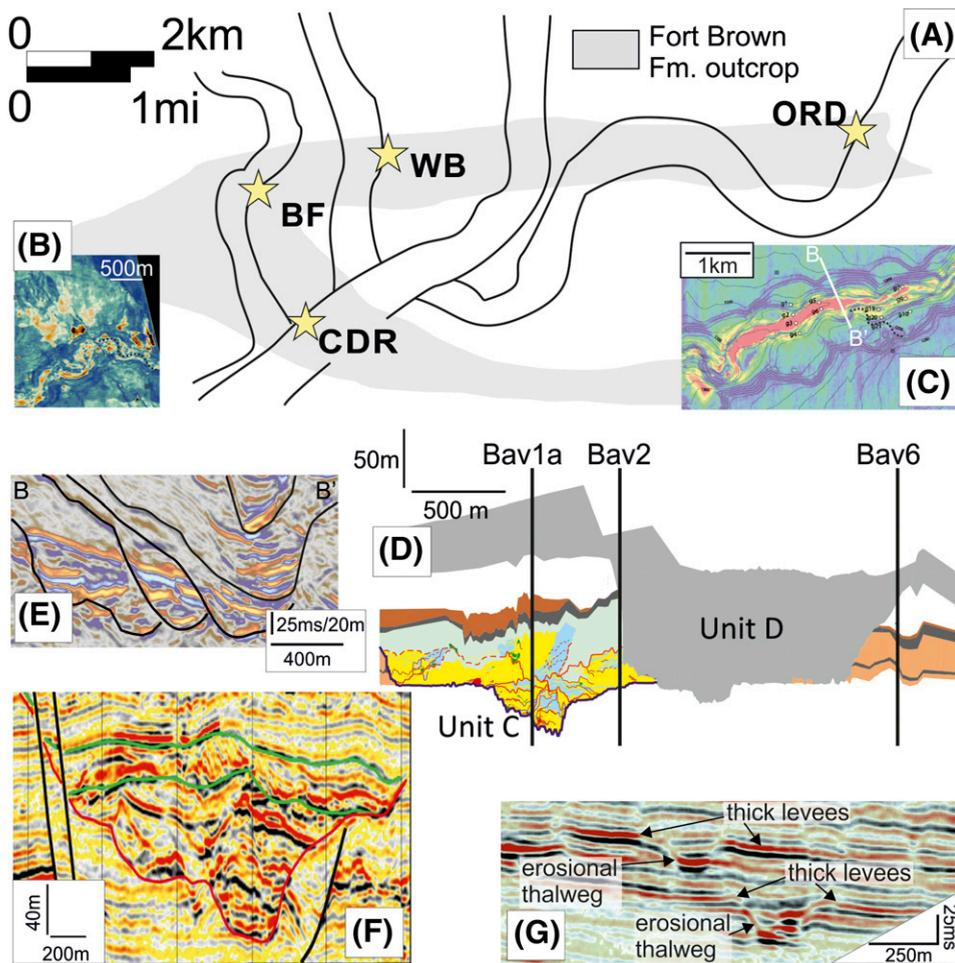 0 2km
0 1mi
Fort Brown
Fm. outcrop
(A)
ORD
WB
BF
CDR
(B)
500m
1km
B
B'
(C)
50m
500 m
Bav1a
Bav2
Bav6
(D)
Unit D
Unit C
B
B'
(E)
25ms/20m
400m
40m
200m
(F)
thick levees
erosional
thalweg
thick levees
erosional
thalweg
(G)
25ms
250m